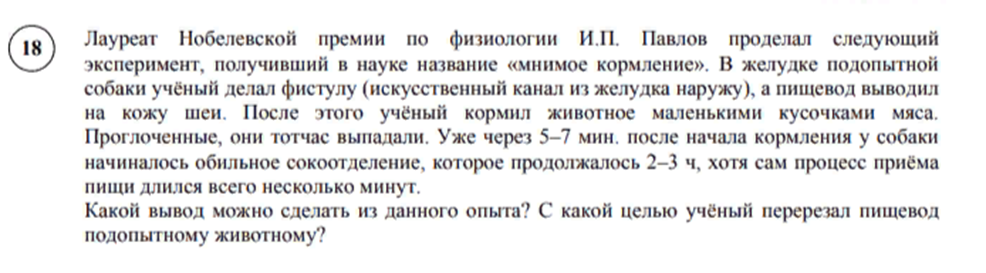 18
Лауреат Нобелевской премии по физиологии И.П. Павлов проделал следующий
эксперимент, получивший в науке название «мнимое кормление». В желудке подопытной
собаки учёный делал фистулу (искусственный канал из желудка наружу), а пищевод выводил
на кожу шеи. После этого учёный кормил животное маленькими кусочками мяса.
Проглоченные, они тотчас выпадали. Уже через 5–7 мин. после начала кормления у собаки
начиналось обильное сокоотделение, которое продолжалось 2–3 ч, хотя сам процесс приёма
пищи длился всего несколько минут.
Какой вывод можно сделать из данного опыта? С какой целью учёный перерезал пищевод
подопытному животному?